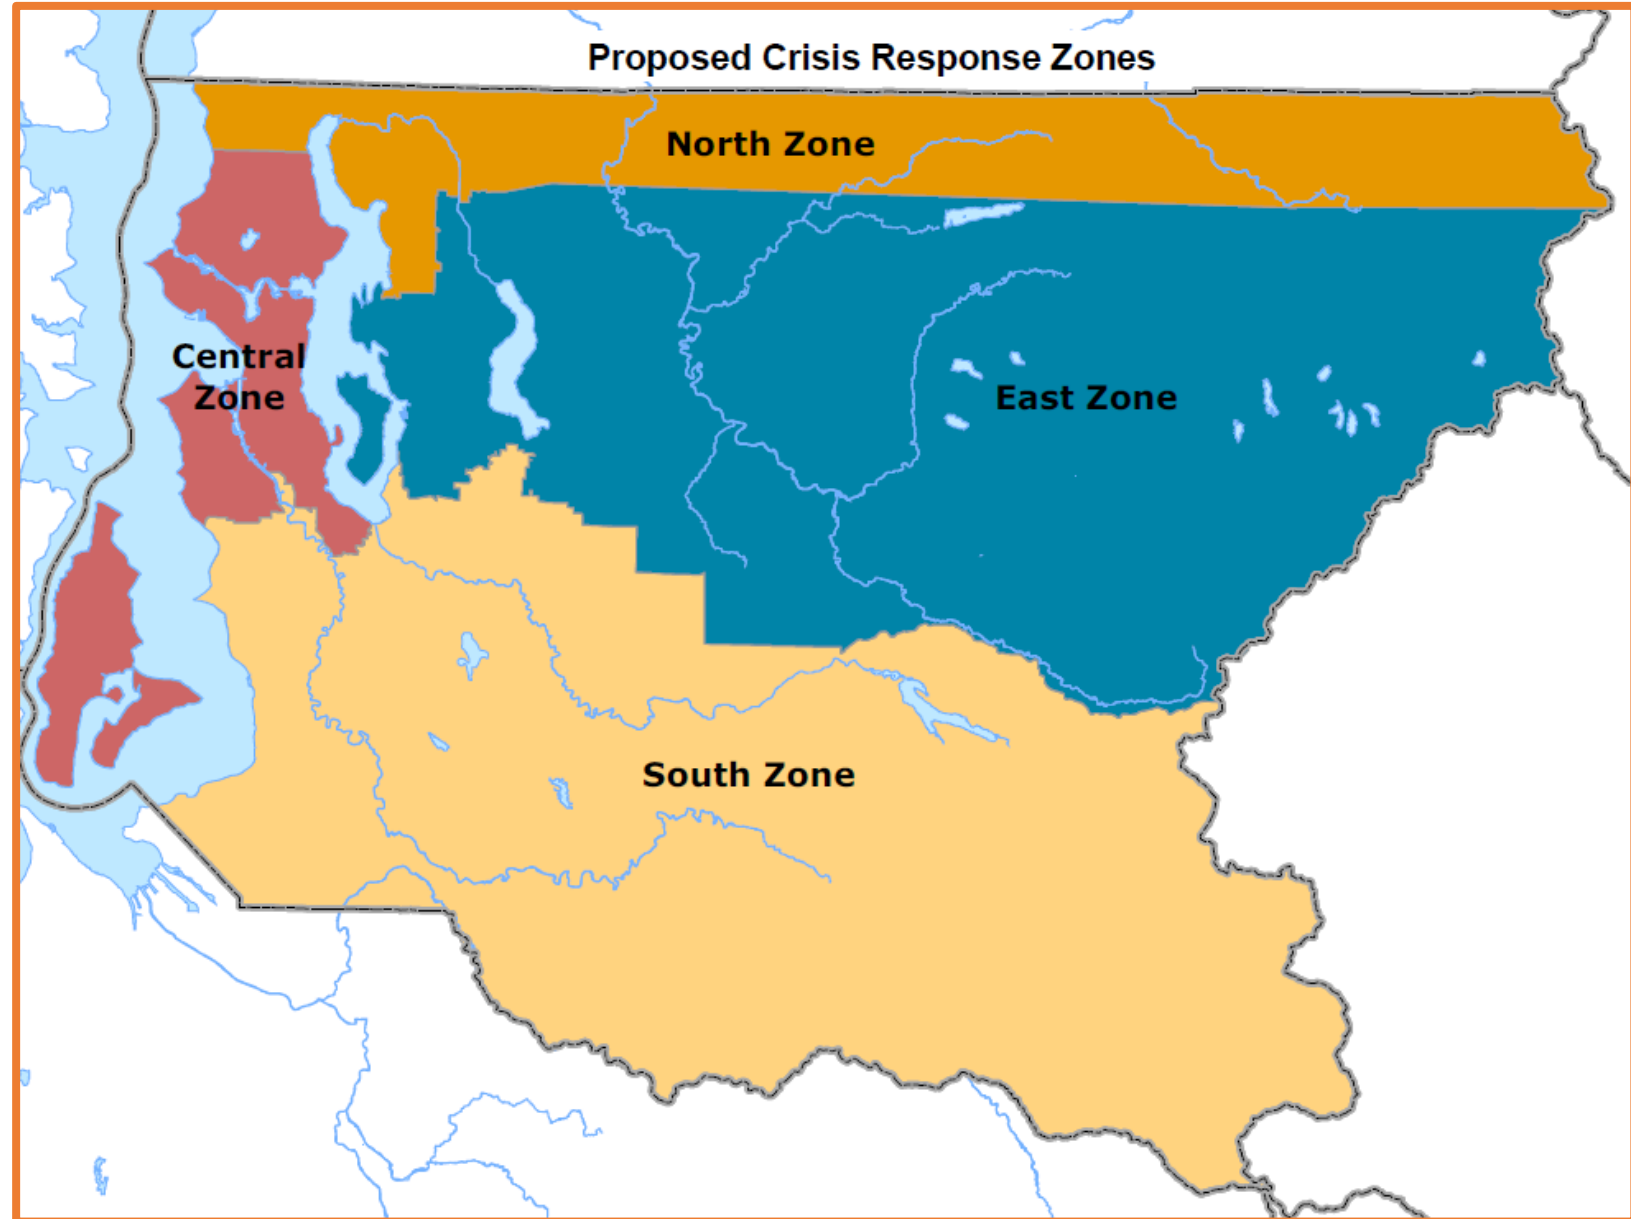 Proposed Crisis Response Zones
North Zone
Central
Zone
East Zone
South Zone